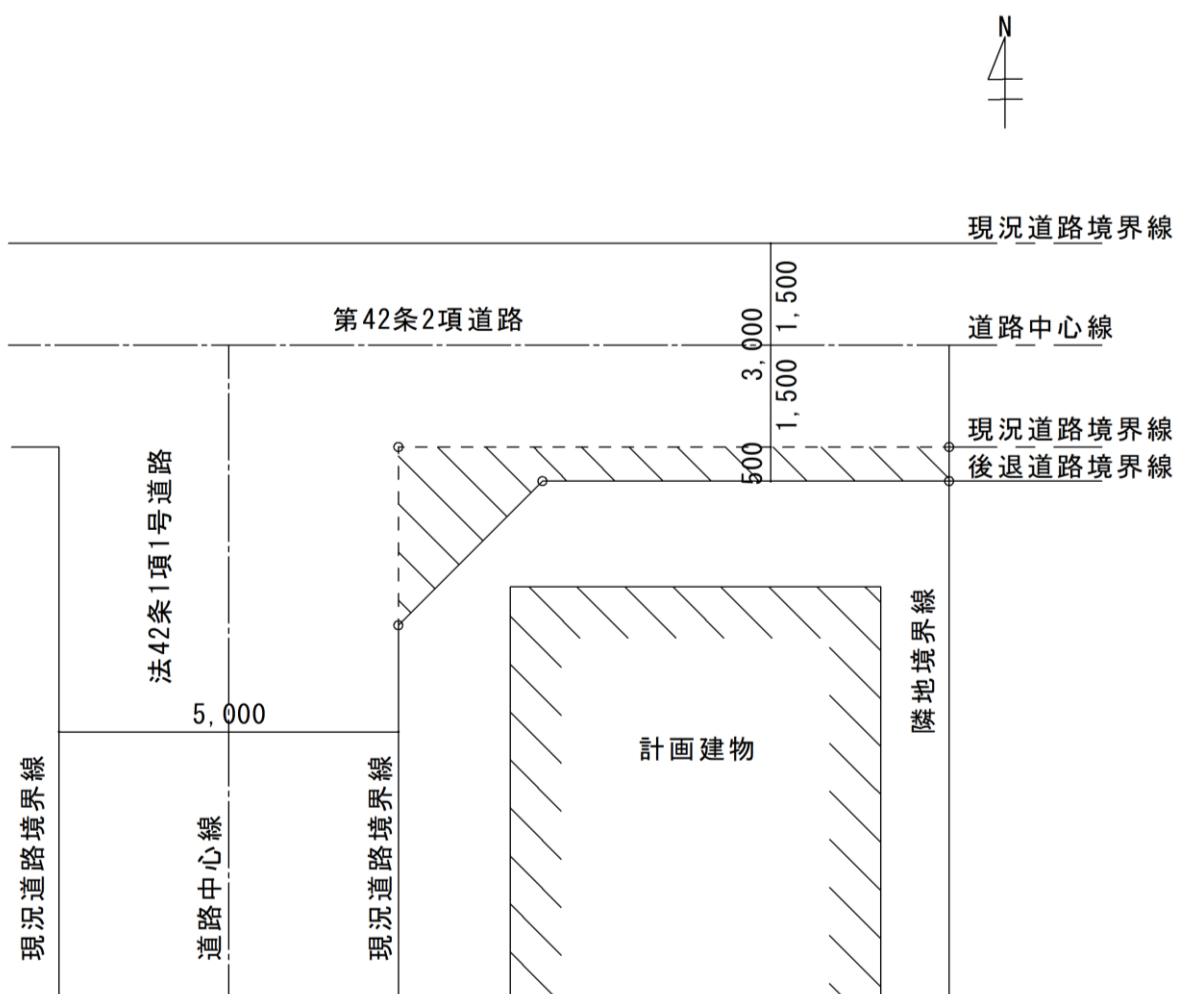 N
現況道路境界線
1,500
第42条2項道路
3,000
道路中心線
1,500
現況道路境界線
500
後退道路境界線
法42条1項1号道路
隣地境界線
5,000
計画建物
現況道路境界線
道路中心線
現況道路境界線